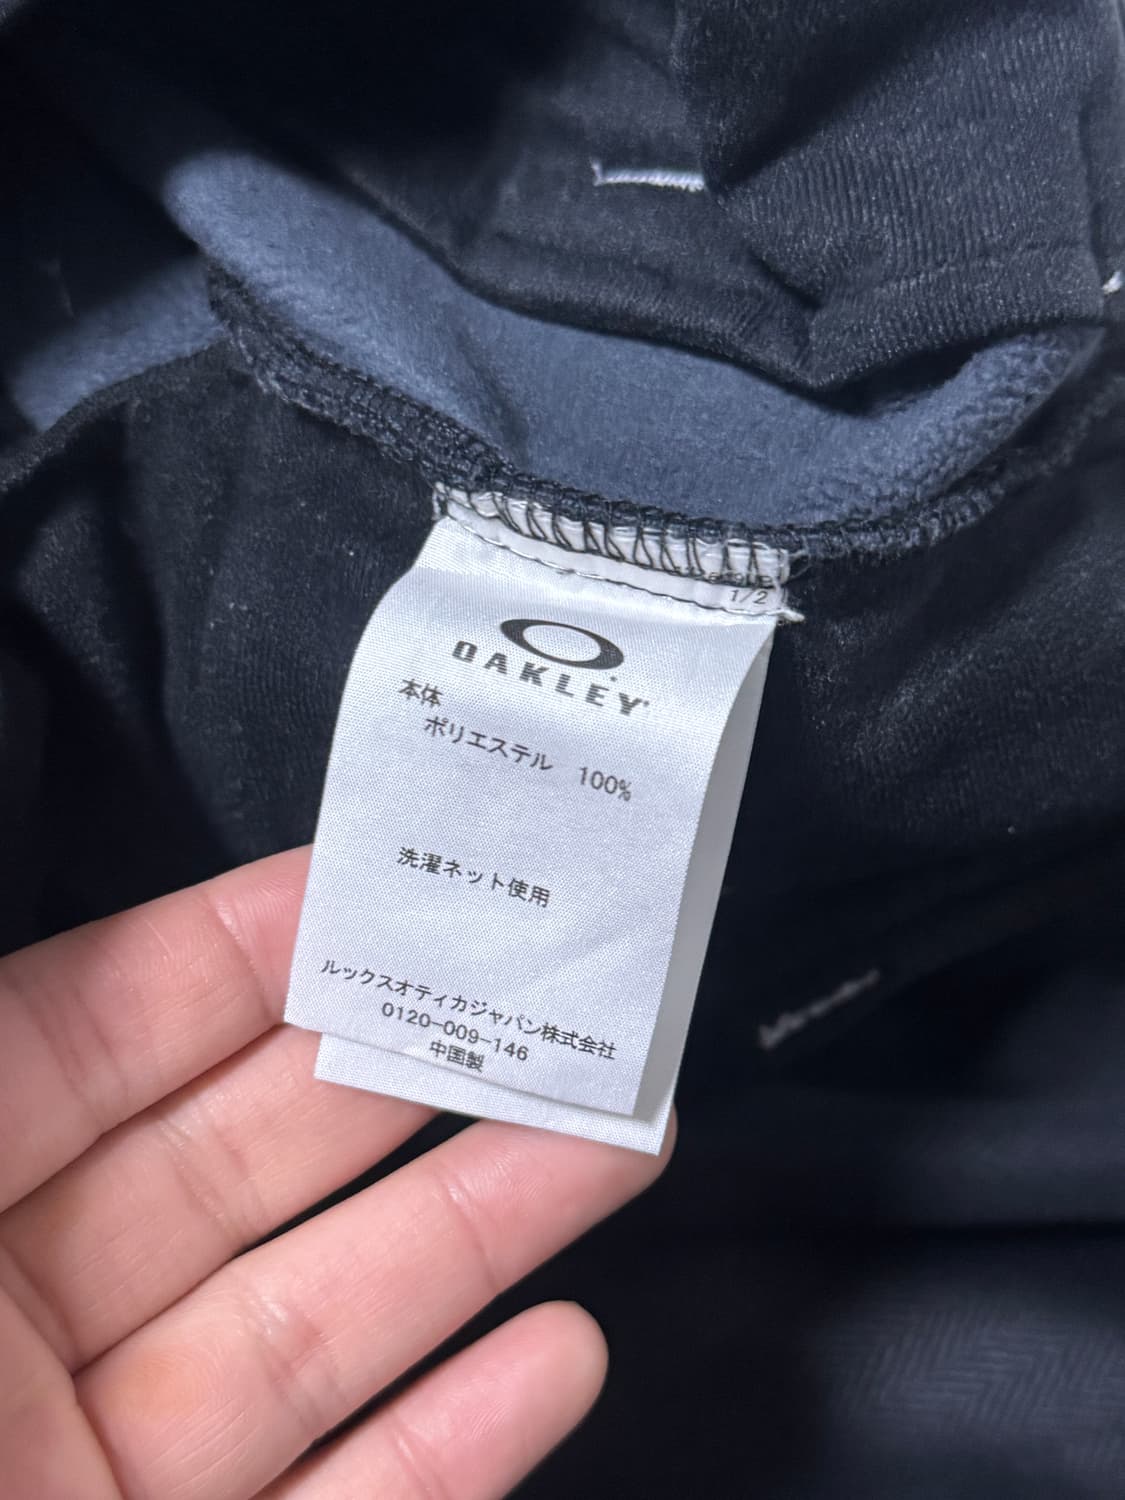 1/2
OAKLEY
本体
ポリエステル 100%
洗濯ネット使用
ルックスオティカジャパン株式会社
0120-009-146
中国製